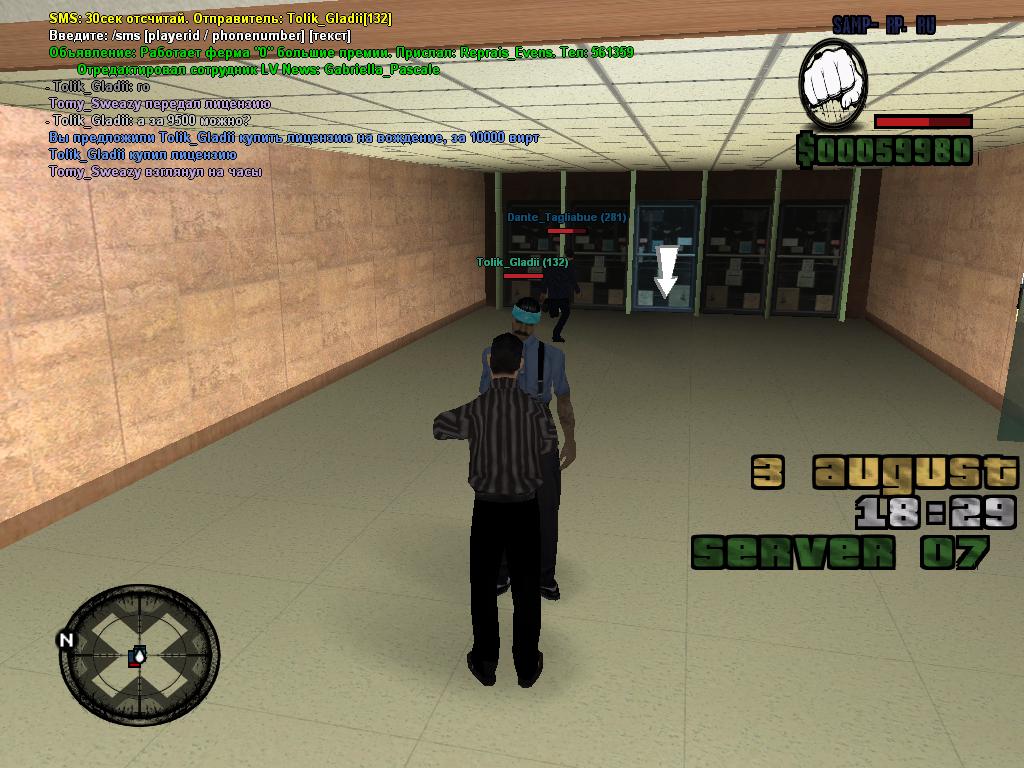 SMS: 30сек отсчитай. Отправитель: Tolik_Gladii[132]
Введите: /sms [playerid / phonenumber] [текст]
Объявление: Работает ферма "0" большие премии. Прислал: Reprais_Evens. Тел: 561359
Отредактировал сотрудник LV News: Gabriella_Pascale
- Tolik_Gladii: го
Tomy_Sweazy передал лицензию
- Tolik_Gladii: а за 9500 можно?
Вы предложили Tolik_Gladii купить лицензию на вождение, за 10000 вирт
Tolik_Gladii купил лицензию
Tomy_Sweazy взглянул на часы
SAMP-RP.RU
$00059980
Dante_Tagliabue (281)
Tolik_Gladii (132)
3 august
18:29
SERVER 07
N